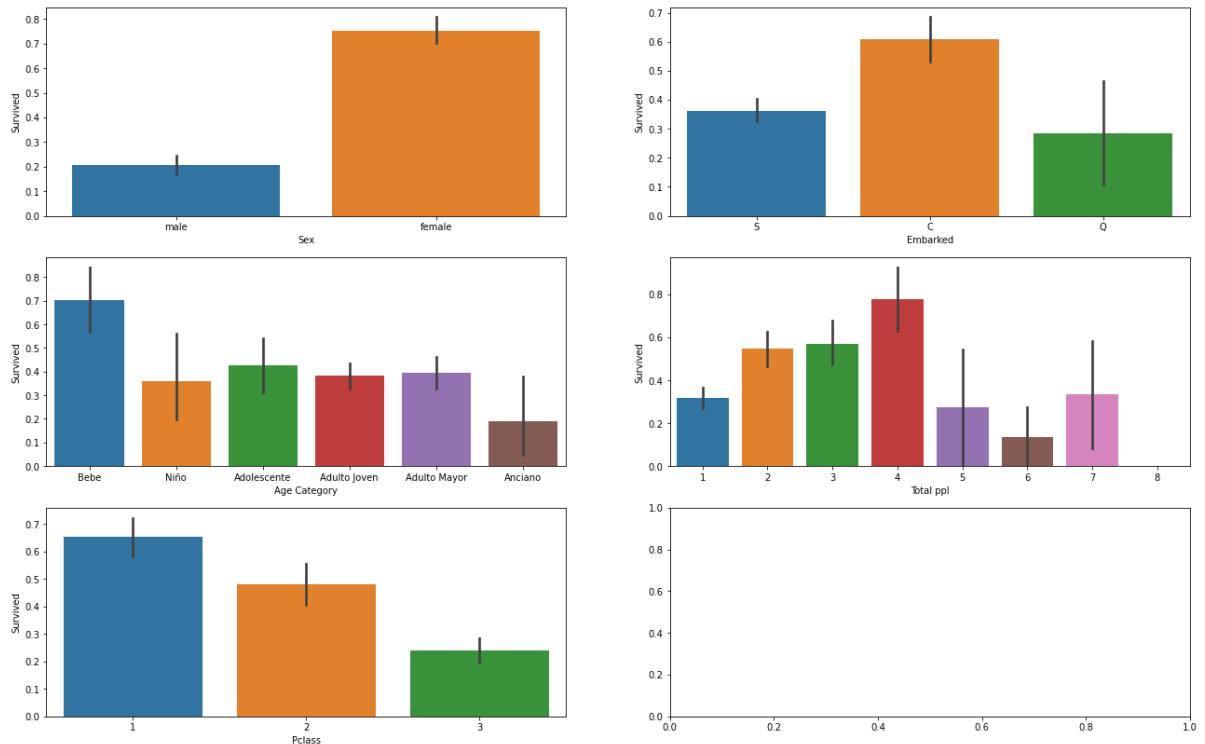 Survived
0.8
0.7
0.6
0.5
0.4
0.3
0.2
0.1
0.0
male female
Sex
Survived
0.7
0.6
0.5
0.4
0.3
0.2
0.1
0.0
S C Q
Embarked
Survived
0.8
0.7
0.6
0.5
0.4
0.3
0.2
0.1
0.0
Bebe Niño Adolescente Adulto Joven Adulto Mayor Anciano
Age Category
Survived
0.8
0.6
0.4
0.2
0.0
1 2 3 4 5 6 7 8
Total ppl
Survived
0.7
0.6
0.5
0.4
0.3
0.2
0.1
0.0
1 2 3
Pclass
1.0
0.8
0.6
0.4
0.2
0.0
0.0 0.2 0.4 0.6 0.8 1.0